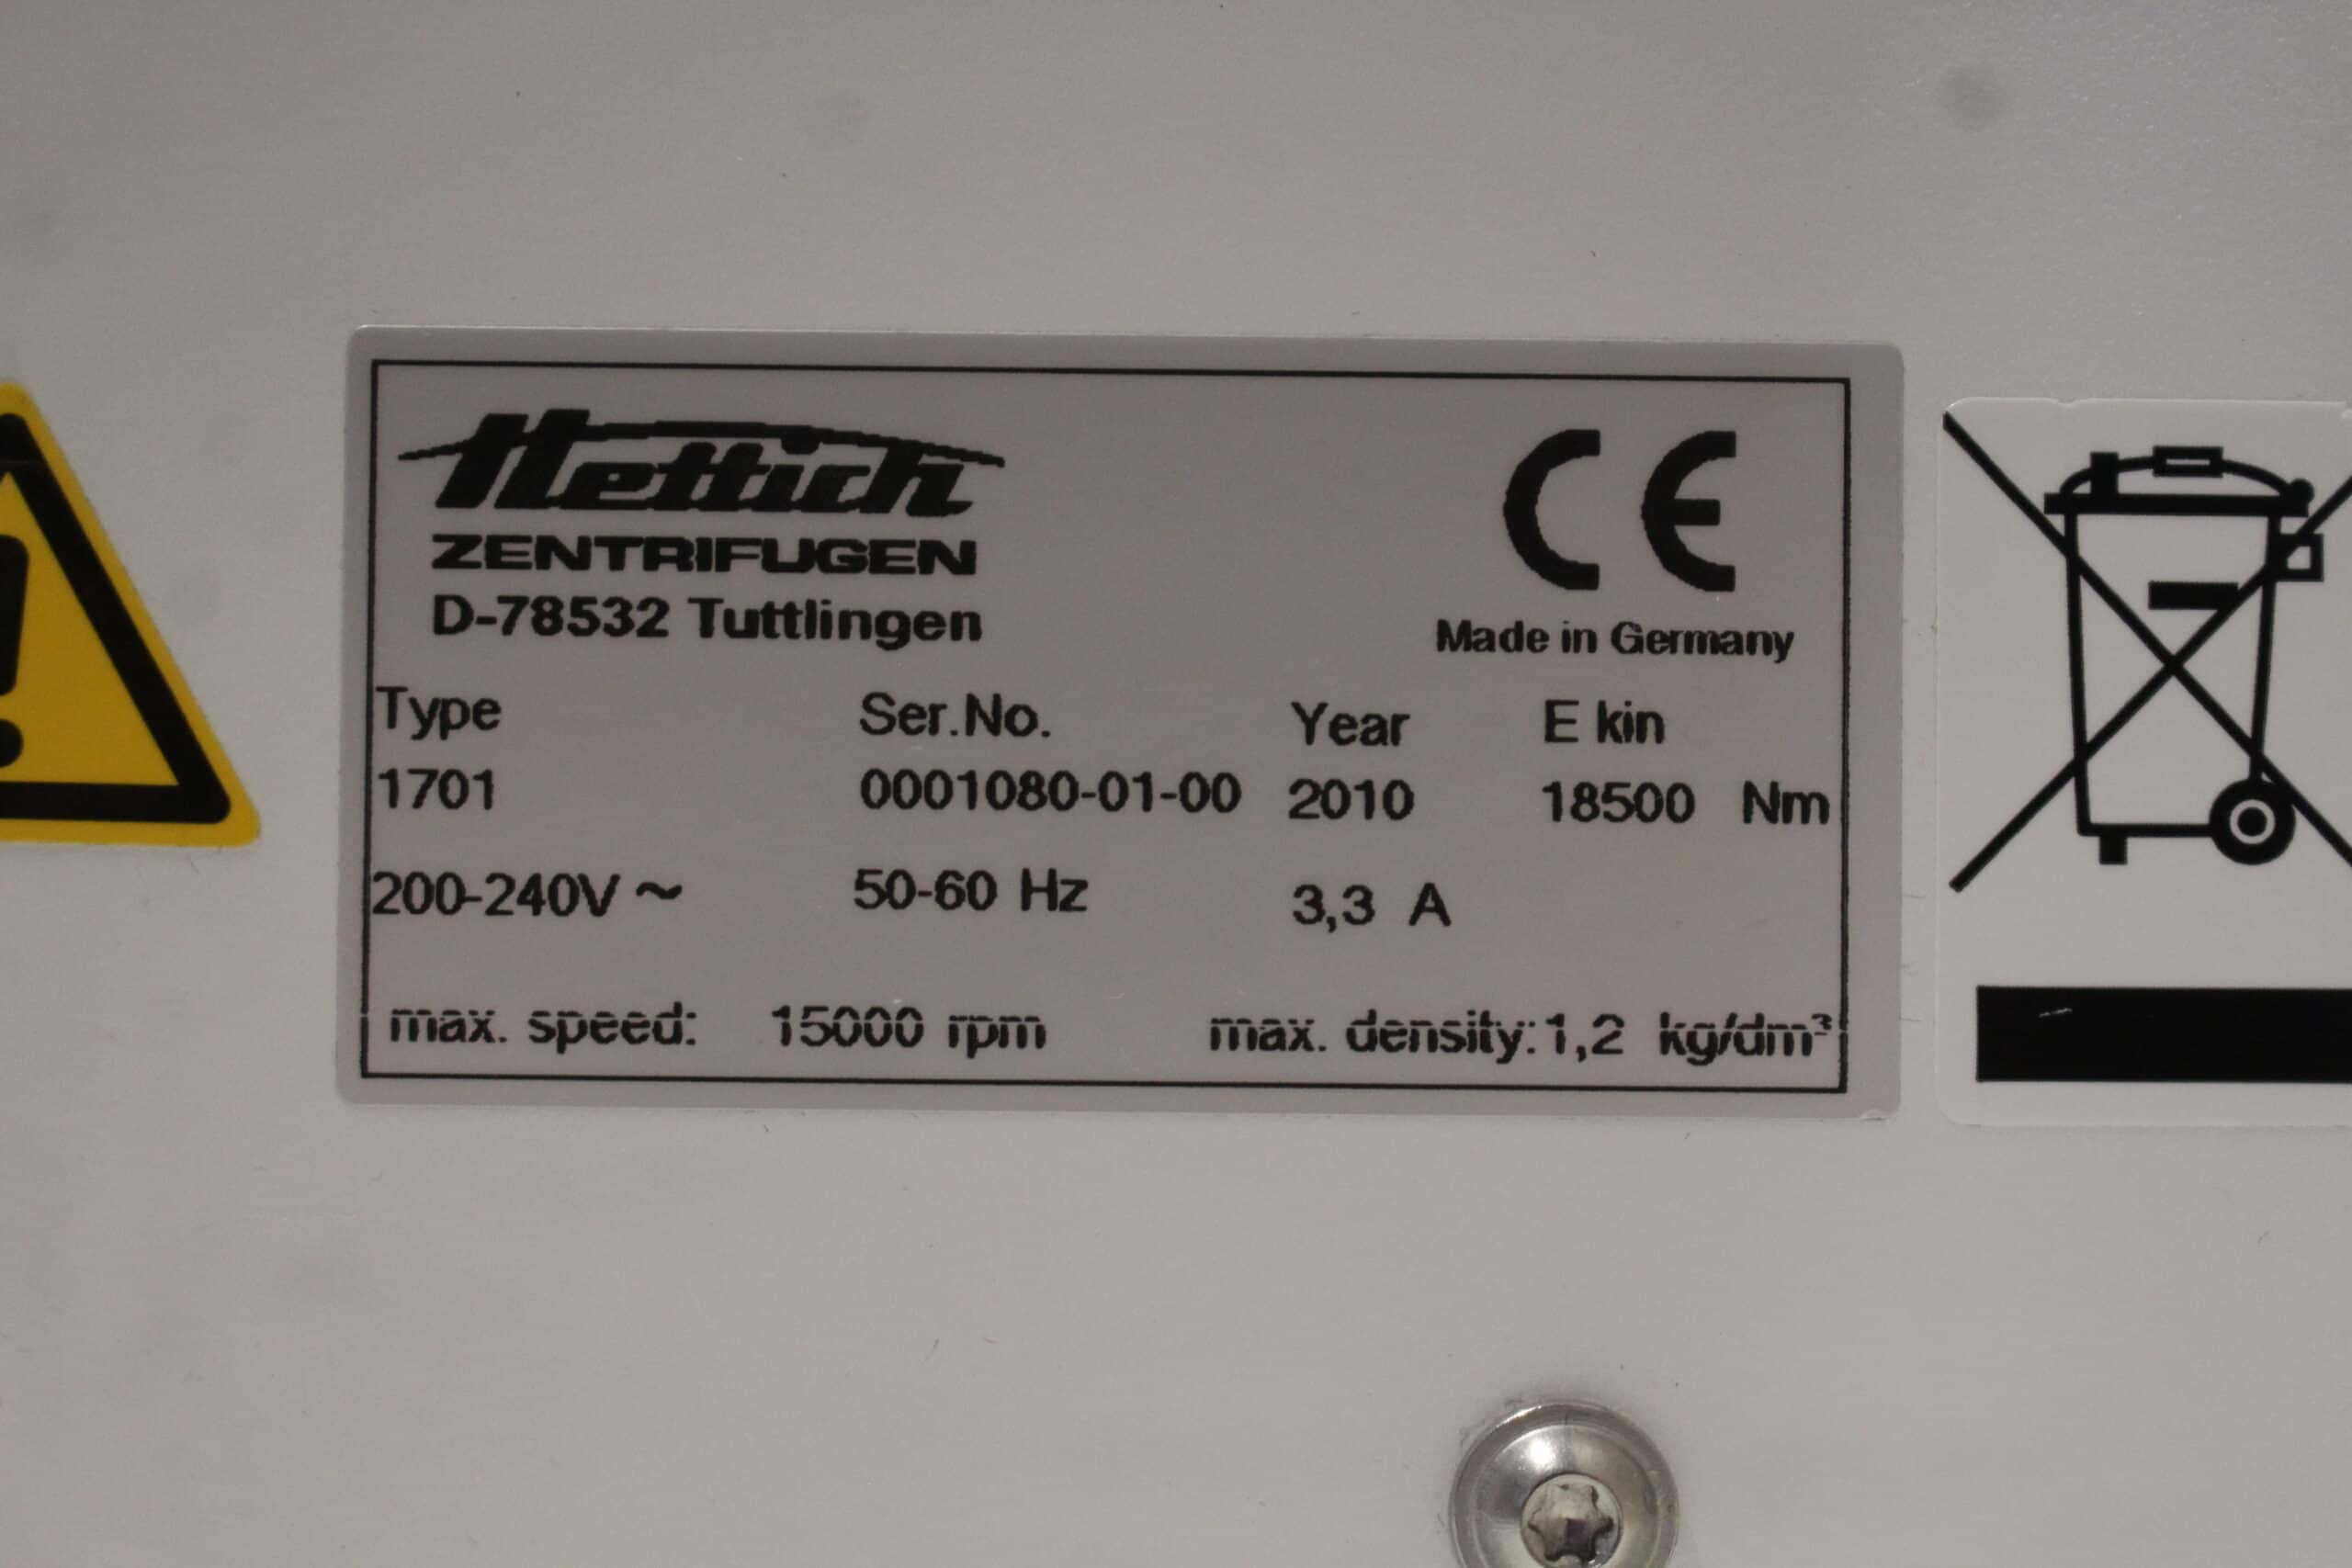 Hettich
ZENTRIFUGEN
D-78532 Tuttlingen
CE
Made in Germany
Type Ser.No. Year E kin
1701 0001080-01-00 2010 18500 Nm
200-240V ~ 50-60 Hz 3,3 A
max. speed: 15000 rpm max. density: 1,2 kg/dm³